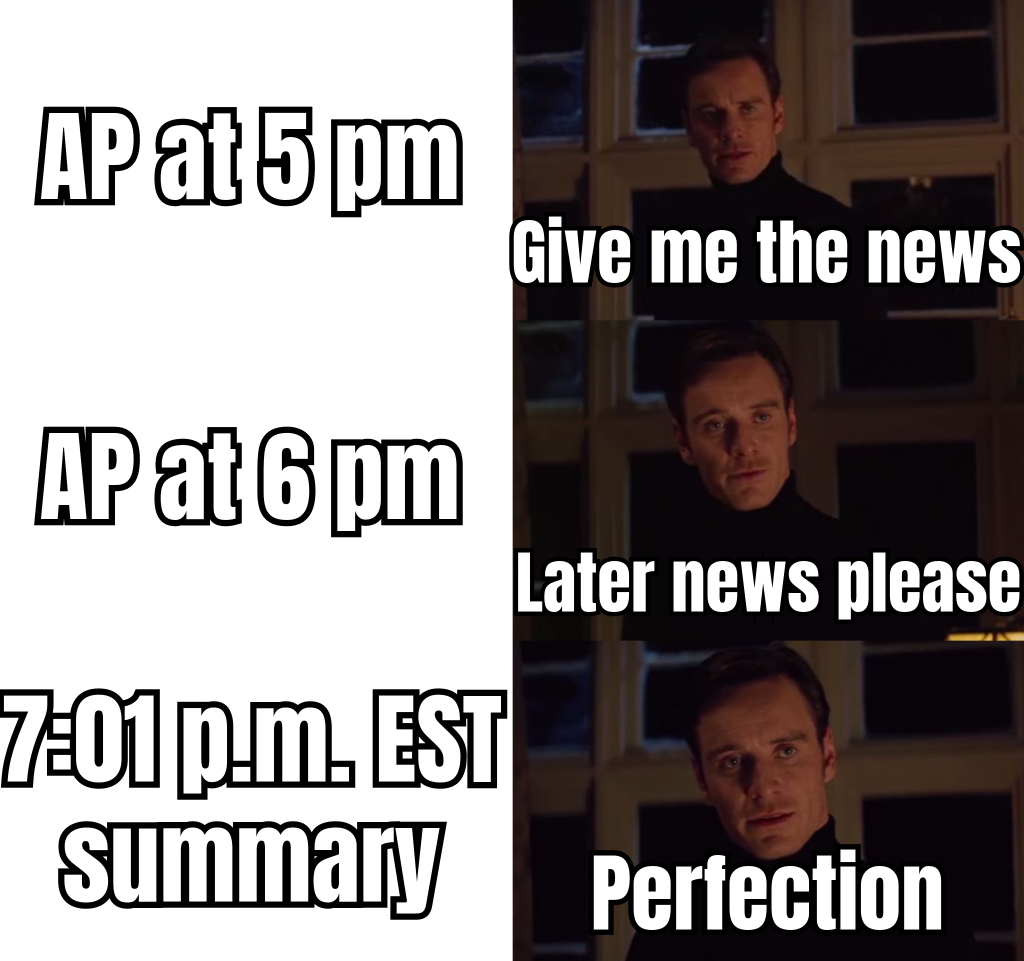 AP at 5 pm
Give me the news
AP at 6 pm
Later news please
7:01 p.m. EST
summary
Perfection